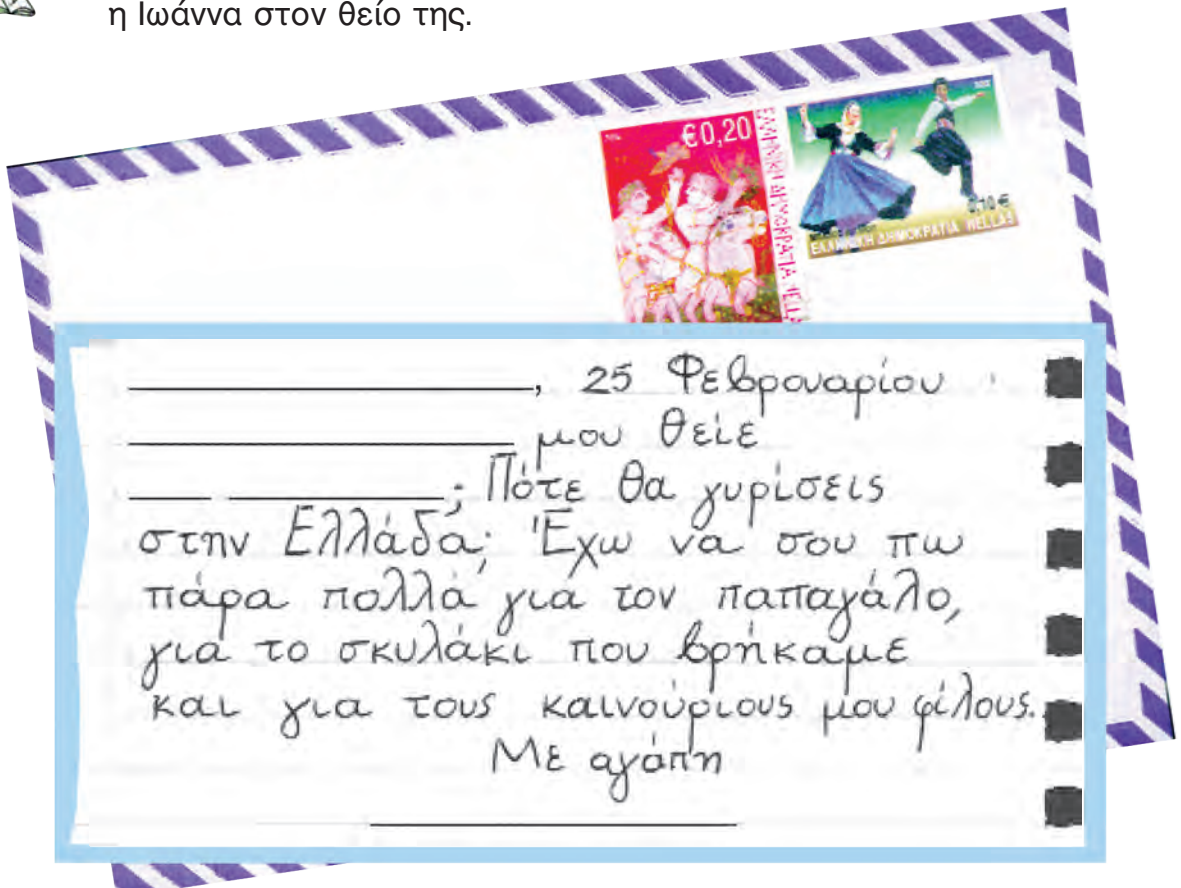 η Ιωάννα στον θείο της.
€0,20
ΕΛΛΗΝΙΚΗ ΔΗΜΟΚΡΑΤΙΑ HELLAS
0,10€
ΕΛΛΗΝΙΚΗ ΔΗΜΟΚΡΑΤΙΑ HELLAS
, 25 Φεβρουαρίου
μου θείε
; Πότε θα γυρίσεις
στην Ελλάδα; Έχω να σου πω
πάρα πολλά για τον παπαγάλο,
για το σκυλάκι που βρήκαμε
και για τους καινούριους μου φίλους.
Με αγάπη